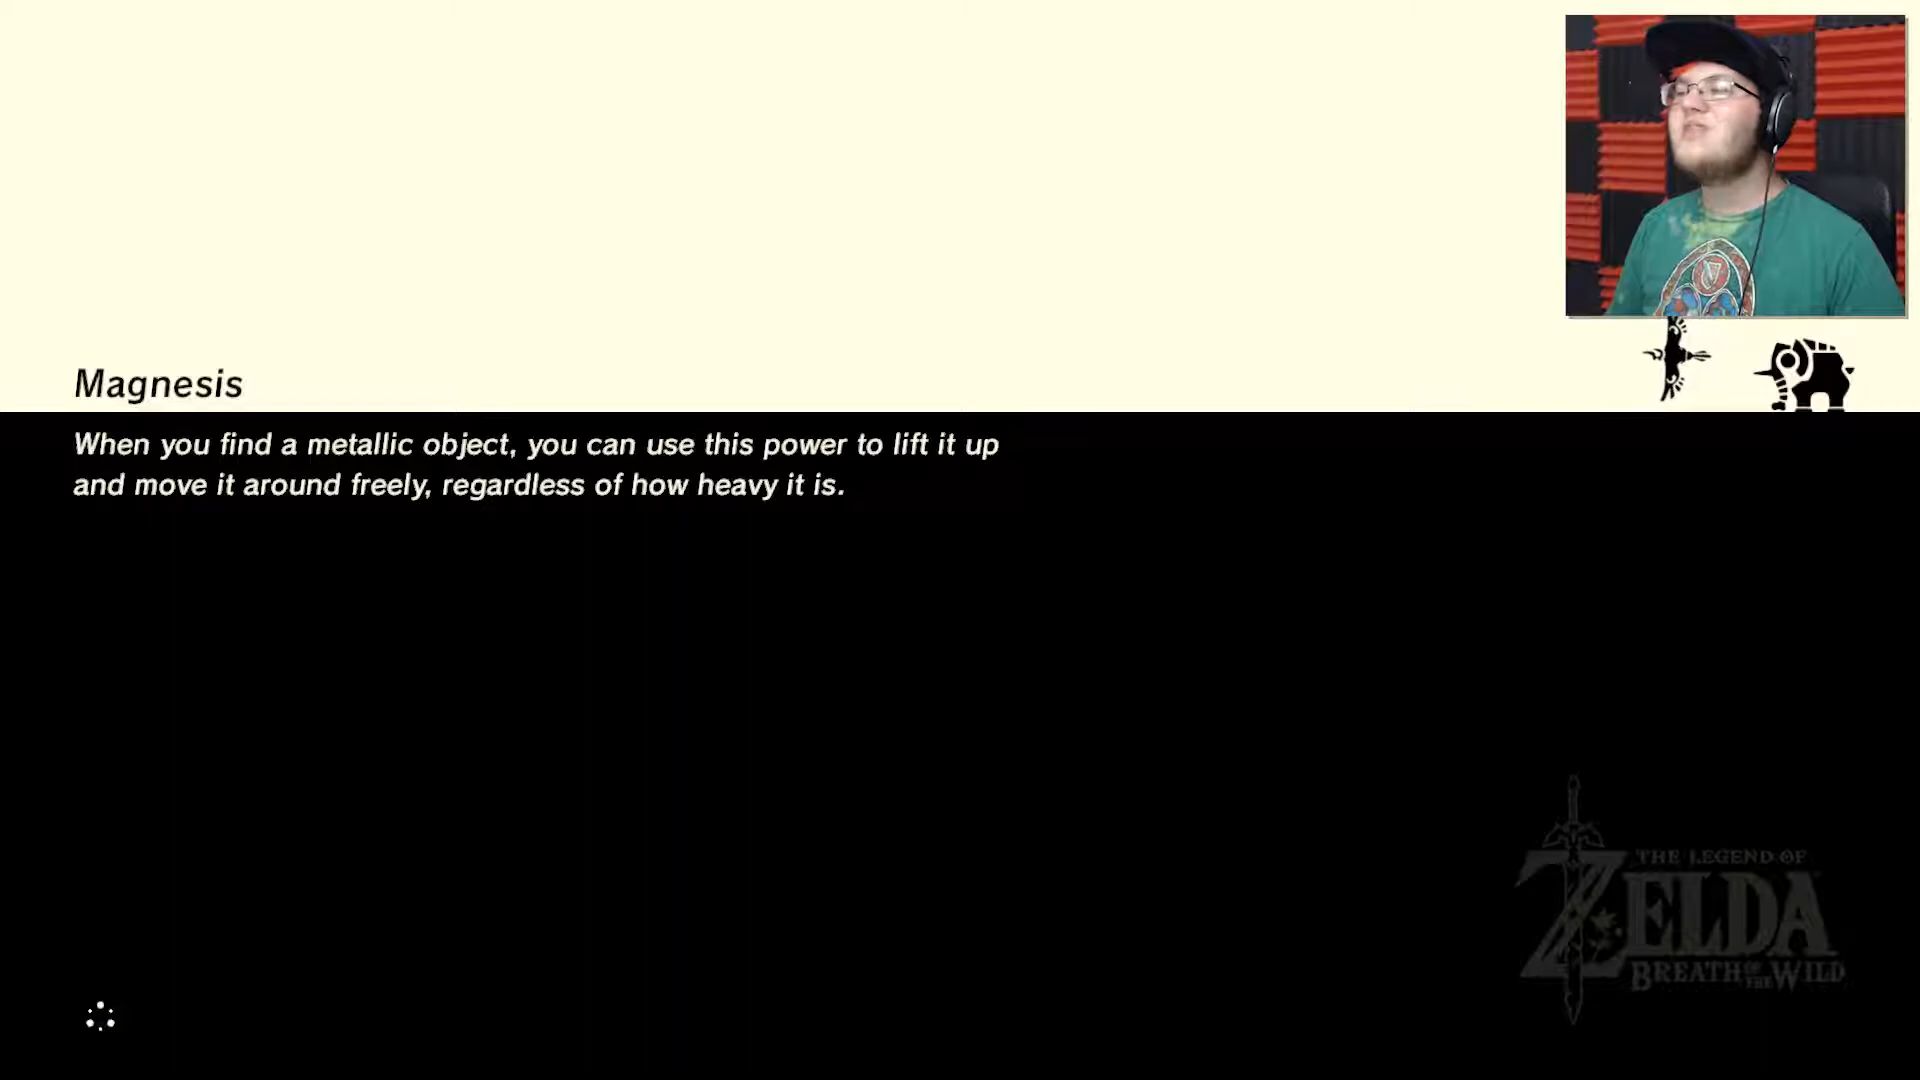 Magnesis
When you find a metallic object, you can use this power to lift it up
and move it around freely, regardless of how heavy it is.
THE LEGEND OF
ZELDA
BREATH OF THE WILD